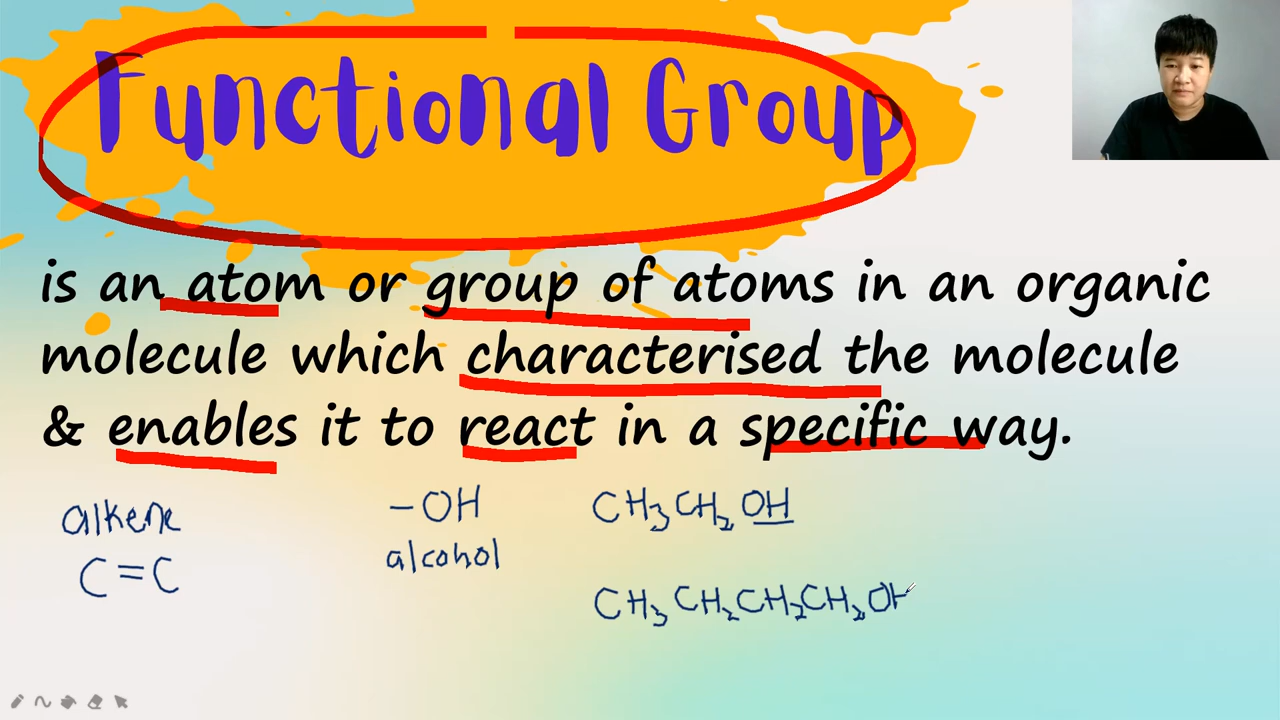 Functional Group
is an atom or group of atoms in an organic
molecule which characterised the molecule
& enables it to react in a specific way.
alkene
C=C
-OH
alcohol
CH₃CH₂OH
CH₃CH₂CH₂CH₂OH